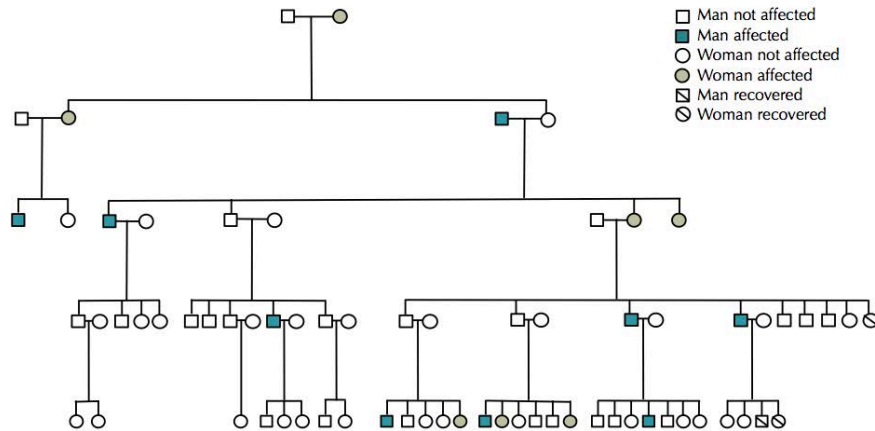 Man not affected
Man affected
Woman not affected
Woman affected
Man recovered
Woman recovered